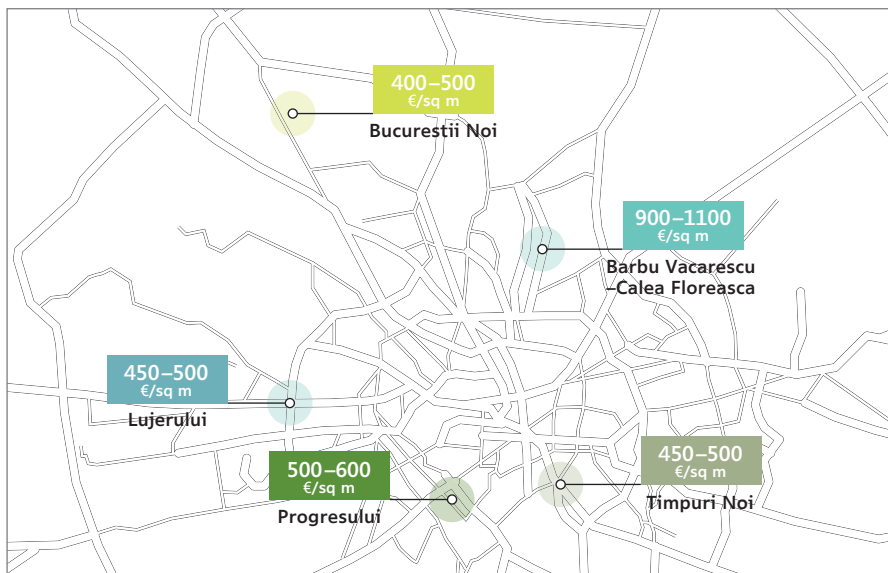 400–500
€/sq m
Bucurestii Noi
900–1100
€/sq m
Barbu Vacarescu
–Calea Floreasca
450–500
€/sq m
Lujerului
500–600
€/sq m
Progresului
450–500
€/sq m
Timpuri Noi